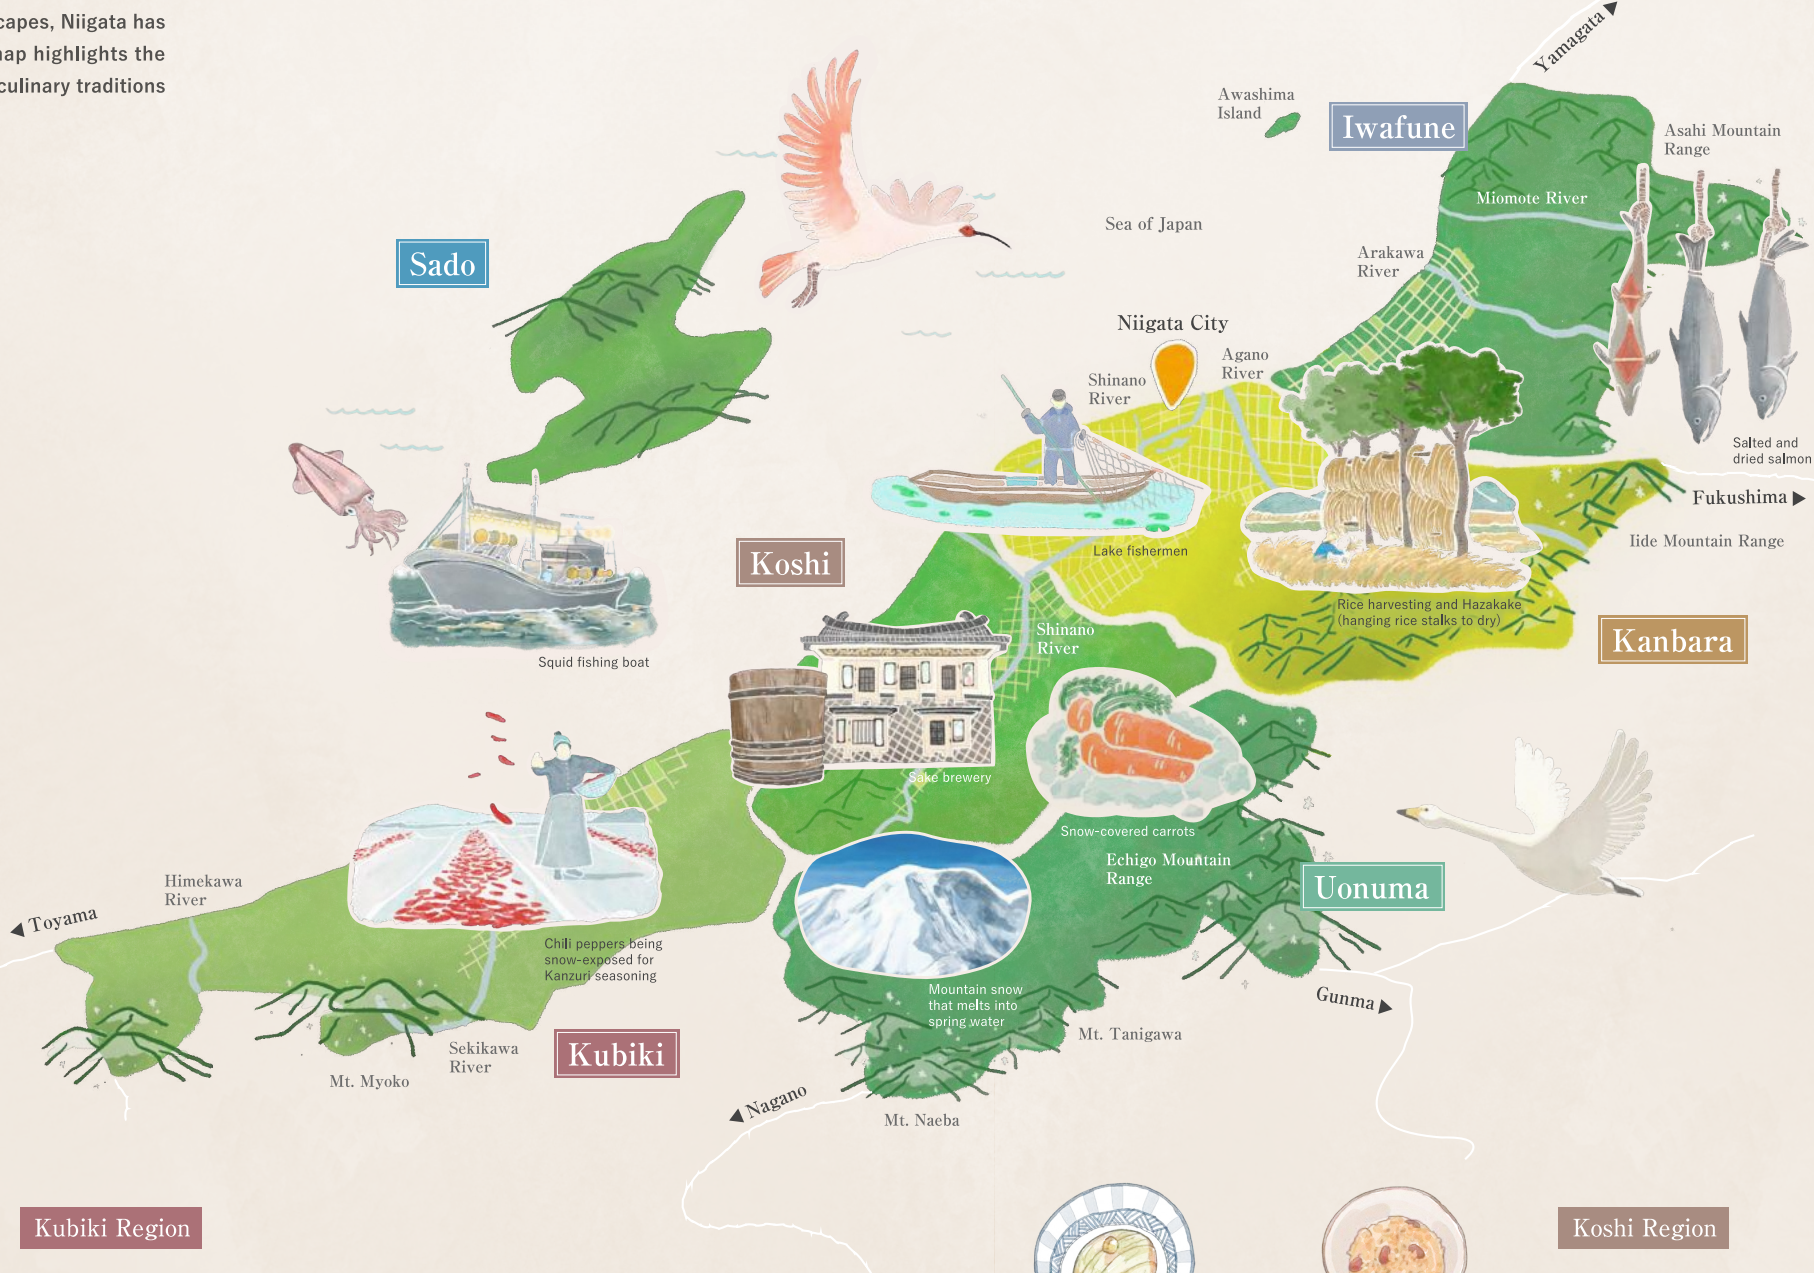 capes, Niigata has
map highlights the
culinary traditions
Yamagata
Awashima
Island
Iwafune
Asahi Mountain
Range
Miomote River
Sea of Japan
Sado
Arakawa
River
Niigata City
Agano
River
Shinano
River
Salted and
dried salmon
Fukushima ▶
Iide Mountain Range
Lake fishermen
Koshi
Rice harvesting and Hazakake
(hanging rice stalks to dry)
Kanbara
Shinano
River
Squid fishing boat
Sake brewery
Snow-covered carrots
Echigo Mountain
Range
Uonuma
Himekawa
River
◀ Toyama
Chili peppers being
snow-exposed for
Kanzuri seasoning
Mountain snow
that melts into
spring water
Gunma ▶
Mt. Tanigawa
Kubiki
Sekikawa
River
Mt. Myoko
◀ Nagano
Mt. Naeba
Kubiki Region
Koshi Region